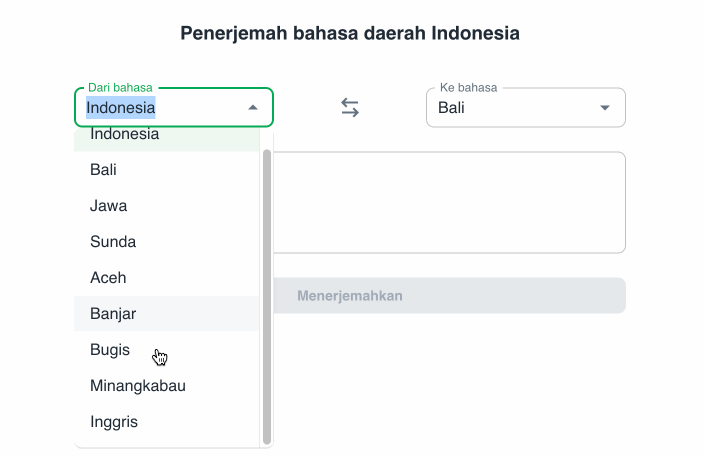 Penerjemah bahasa daerah Indonesia
Dari bahasa
Indonesia
Ke bahasa
Bali
Indonesia
Bali
Jawa
Sunda
Aceh
Banjar
Bugis
Minangkabau
Inggris
Menerjemahkan